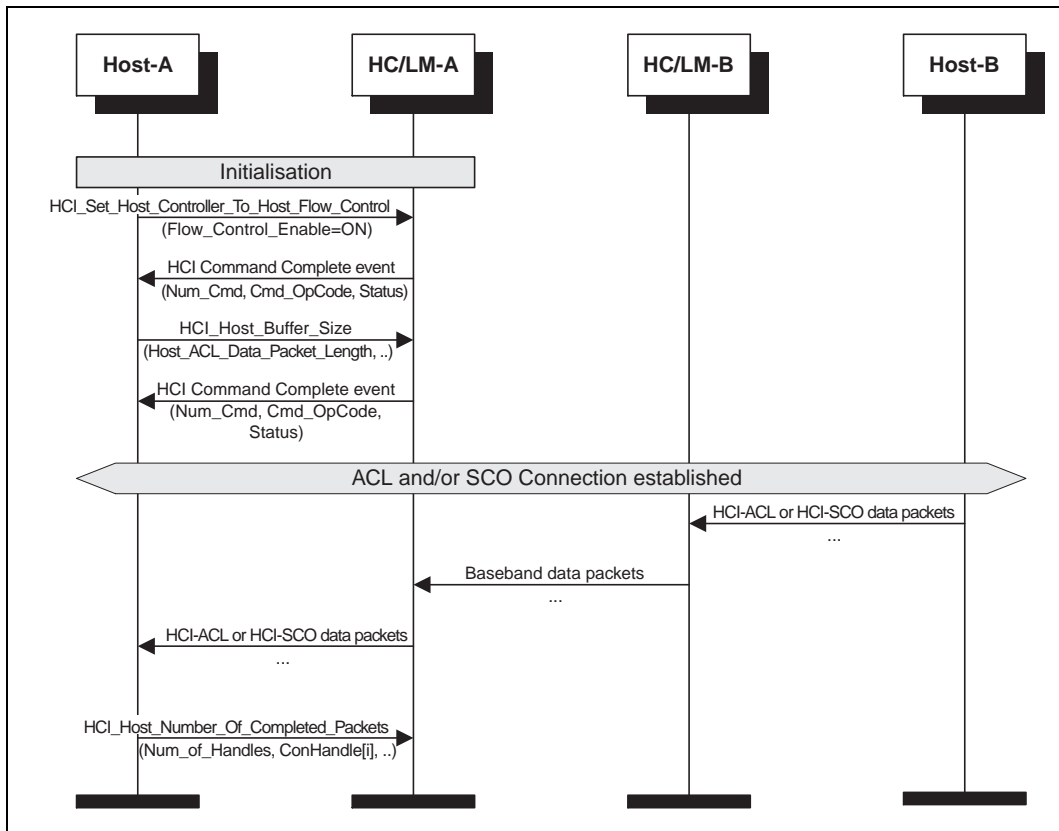 Host-A
HC/LM-A
HC/LM-B
Host-B
Initialisation
HCI_Set_Host_Controller_To_Host_Flow_Control
(Flow_Control_Enable=ON)
HCI Command Complete event
(Num_Cmd, Cmd_OpCode, Status)
HCI_Host_Buffer_Size
(Host_ACL_Data_Packet_Length, ..)
HCI Command Complete event
(Num_Cmd, Cmd_OpCode,
Status)
ACL and/or SCO Connection established
HCI-ACL or HCI-SCO data packets
...
Baseband data packets
...
HCI-ACL or HCI-SCO data packets
...
HCI_Host_Number_Of_Completed_Packets
(Num_of_Handles, ConHandle[i], ..)